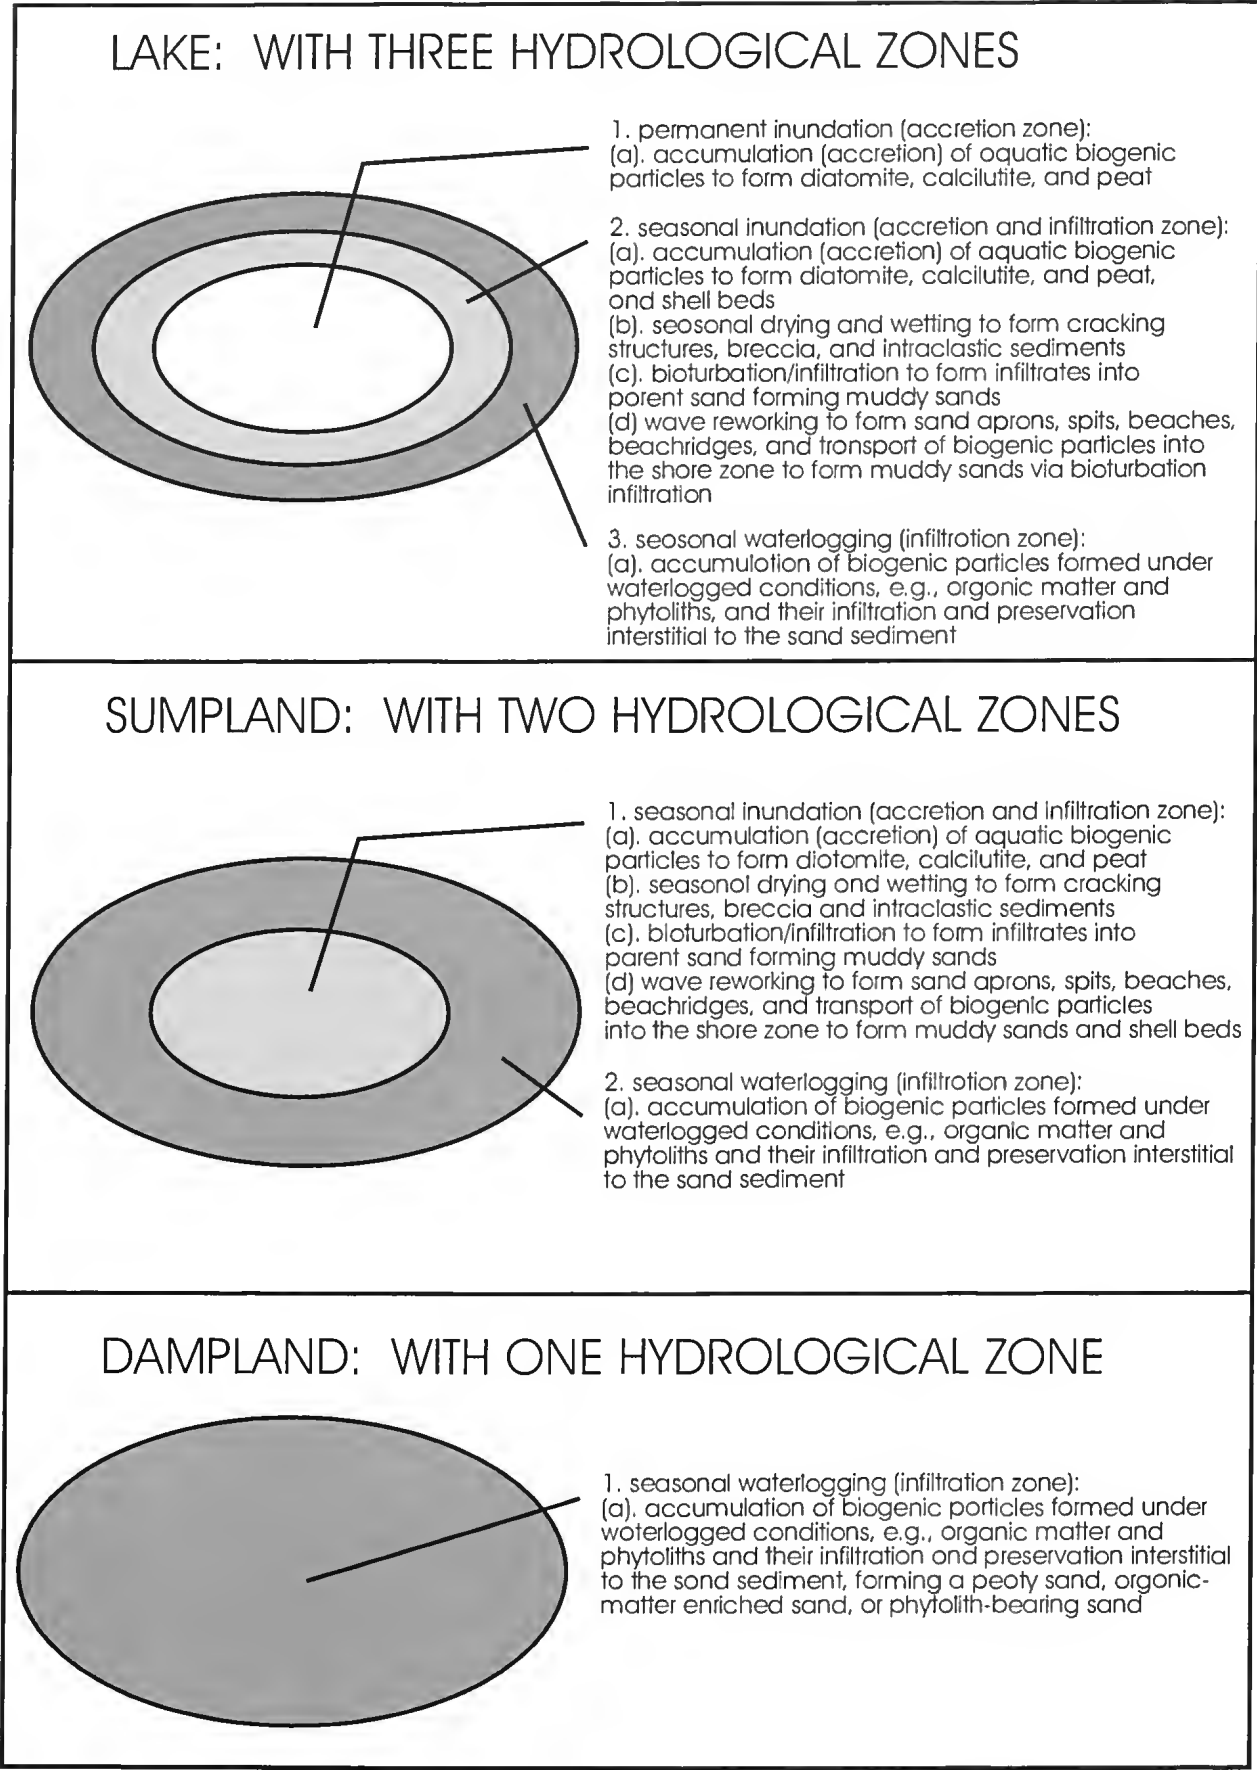 LAKE: WITH THREE HYDROLOGICAL ZONES
1. permanent inundation (accretion zone):
(a). accumulation (accretion) of oquatic biogenic
particles to form diatomite, calcilutite, and peat
2. seasonal inundation (accretion and infiltration zone):
(a). accumulation (accretion) of aquatic biogenic
particles to form diatomite, calcilutite, and peat,
ond shell beds
(b). seosonal drying and wetting to form cracking
structures, breccia, and intraclastic sediments
(c). bioturbation/infiltration to form infiltrates into
porent sand forming muddy sands
(d) wave reworking to form sand aprons, spits, beaches,
beachridges, and tronsport of biogenic particles into
the shore zone to form muddy sands via bioturbation
infiltration
3. seosonal waterlogging (infiltrotion zone):
(a). accumulotion of biogenic particles formed under
waterlogged conditions, e.g., orgonic matter and
phytoliths, and their infiltration and preservation
interstitial to the sand sediment
SUMPLAND: WITH TWO HYDROLOGICAL ZONES
1. seasonal inundation (accretion and infiltration zone):
(a). accumulation (accretion) of aquatic biogenic
particles to form diotomite, calcilutite, and peat
(b). seasonol drying ond wetting to form cracking
structures, breccia and intraclastic sediments
(c). bioturbation/infiltration to form infiltrates into
parent sand forming muddy sands
(d) wave reworking to form sand aprons, spits, beaches,
beachridges, and transport of biogenic particles
into the shore zone to form muddy sands and shell beds
2. seasonal waterlogging (infiltrotion zone):
(a). accumulation of biogenic particles formed under
waterlogged conditions, e.g., organic matter and
phytoliths and their infiltration and preservation interstitial
to the sand sediment
DAMPLAND: WITH ONE HYDROLOGICAL ZONE
1. seasonal waterlogging (infiltration zone):
(a). accumulation of biogenic porticles formed under
woterlogged conditions, e.g., organic matter and
phytoliths and their infiltration ond preservation interstitial
to the sond sediment, forming a peoty sand, orgonic-
matter enriched sand, or phytolith-bearing sand